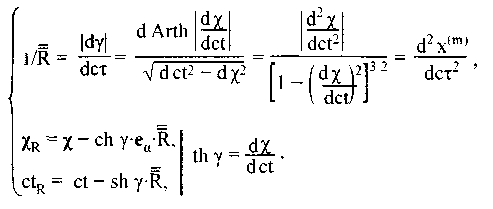 1/R̿ = |dγ|/dcτ = d Arth |dχ/dct| / √(dct² − dχ²) = |d²χ/dct²| / [1 − (dχ/dct)²]^{3/2} = d²x^{(m)}/dcτ²,
χ_R = χ − ch γ·e_α·R̿,
ct_R = ct − sh γ·R̿, | th γ = dχ/dct.